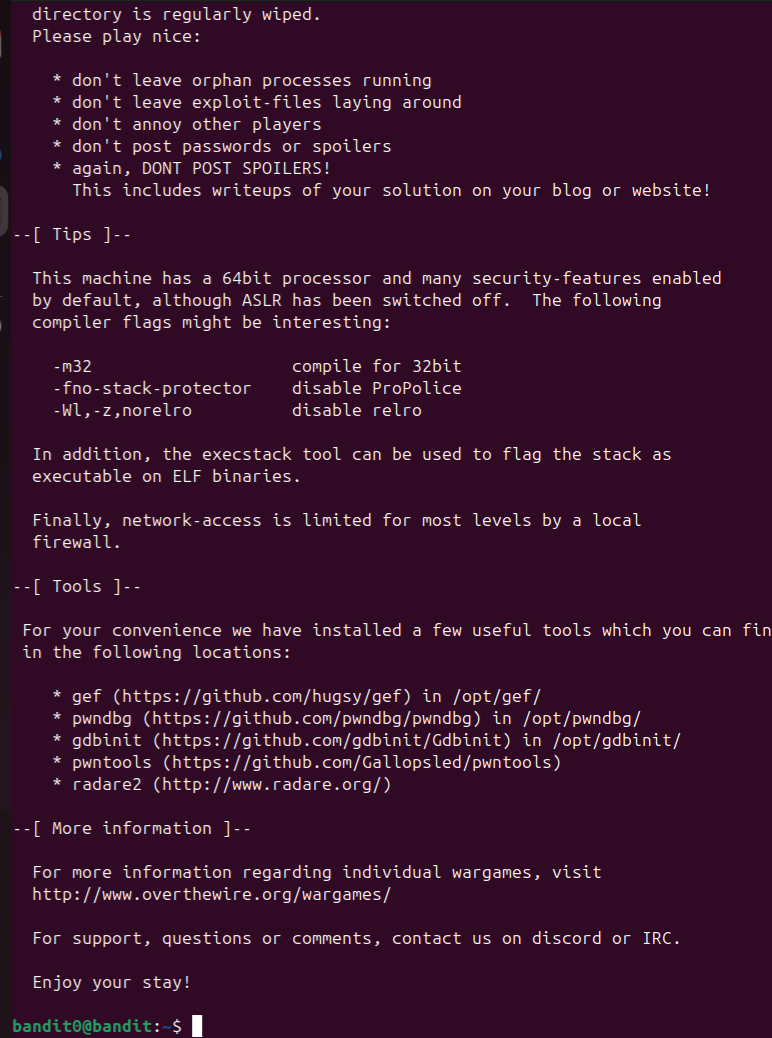 directory is regularly wiped.
Please play nice:
* don't leave orphan processes running
* don't leave exploit-files laying around
* don't annoy other players
* don't post passwords or spoilers
* again, DONT POST SPOILERS!
This includes writeups of your solution on your blog or website!
--[ Tips ]--
This machine has a 64bit processor and many security-features enabled
by default, although ASLR has been switched off.  The following
compiler flags might be interesting:
-m32                    compile for 32bit
-fno-stack-protector    disable ProPolice
-Wl,-z,norelro          disable relro
In addition, the execstack tool can be used to flag the stack as
executable on ELF binaries.
Finally, network-access is limited for most levels by a local
firewall.
--[ Tools ]--
For your convenience we have installed a few useful tools which you can fin
in the following locations:
* gef (https://github.com/hugsy/gef) in /opt/gef/
* pwndbg (https://github.com/pwndbg/pwndbg) in /opt/pwndbg/
* gdbinit (https://github.com/gdbinit/Gdbinit) in /opt/gdbinit/
* pwntools (https://github.com/Gallopsled/pwntools)
* radare2 (http://www.radare.org/)
--[ More information ]--
For more information regarding individual wargames, visit
http://www.overthewire.org/wargames/
For support, questions or comments, contact us on discord or IRC.
Enjoy your stay!
bandit0@bandit:~$